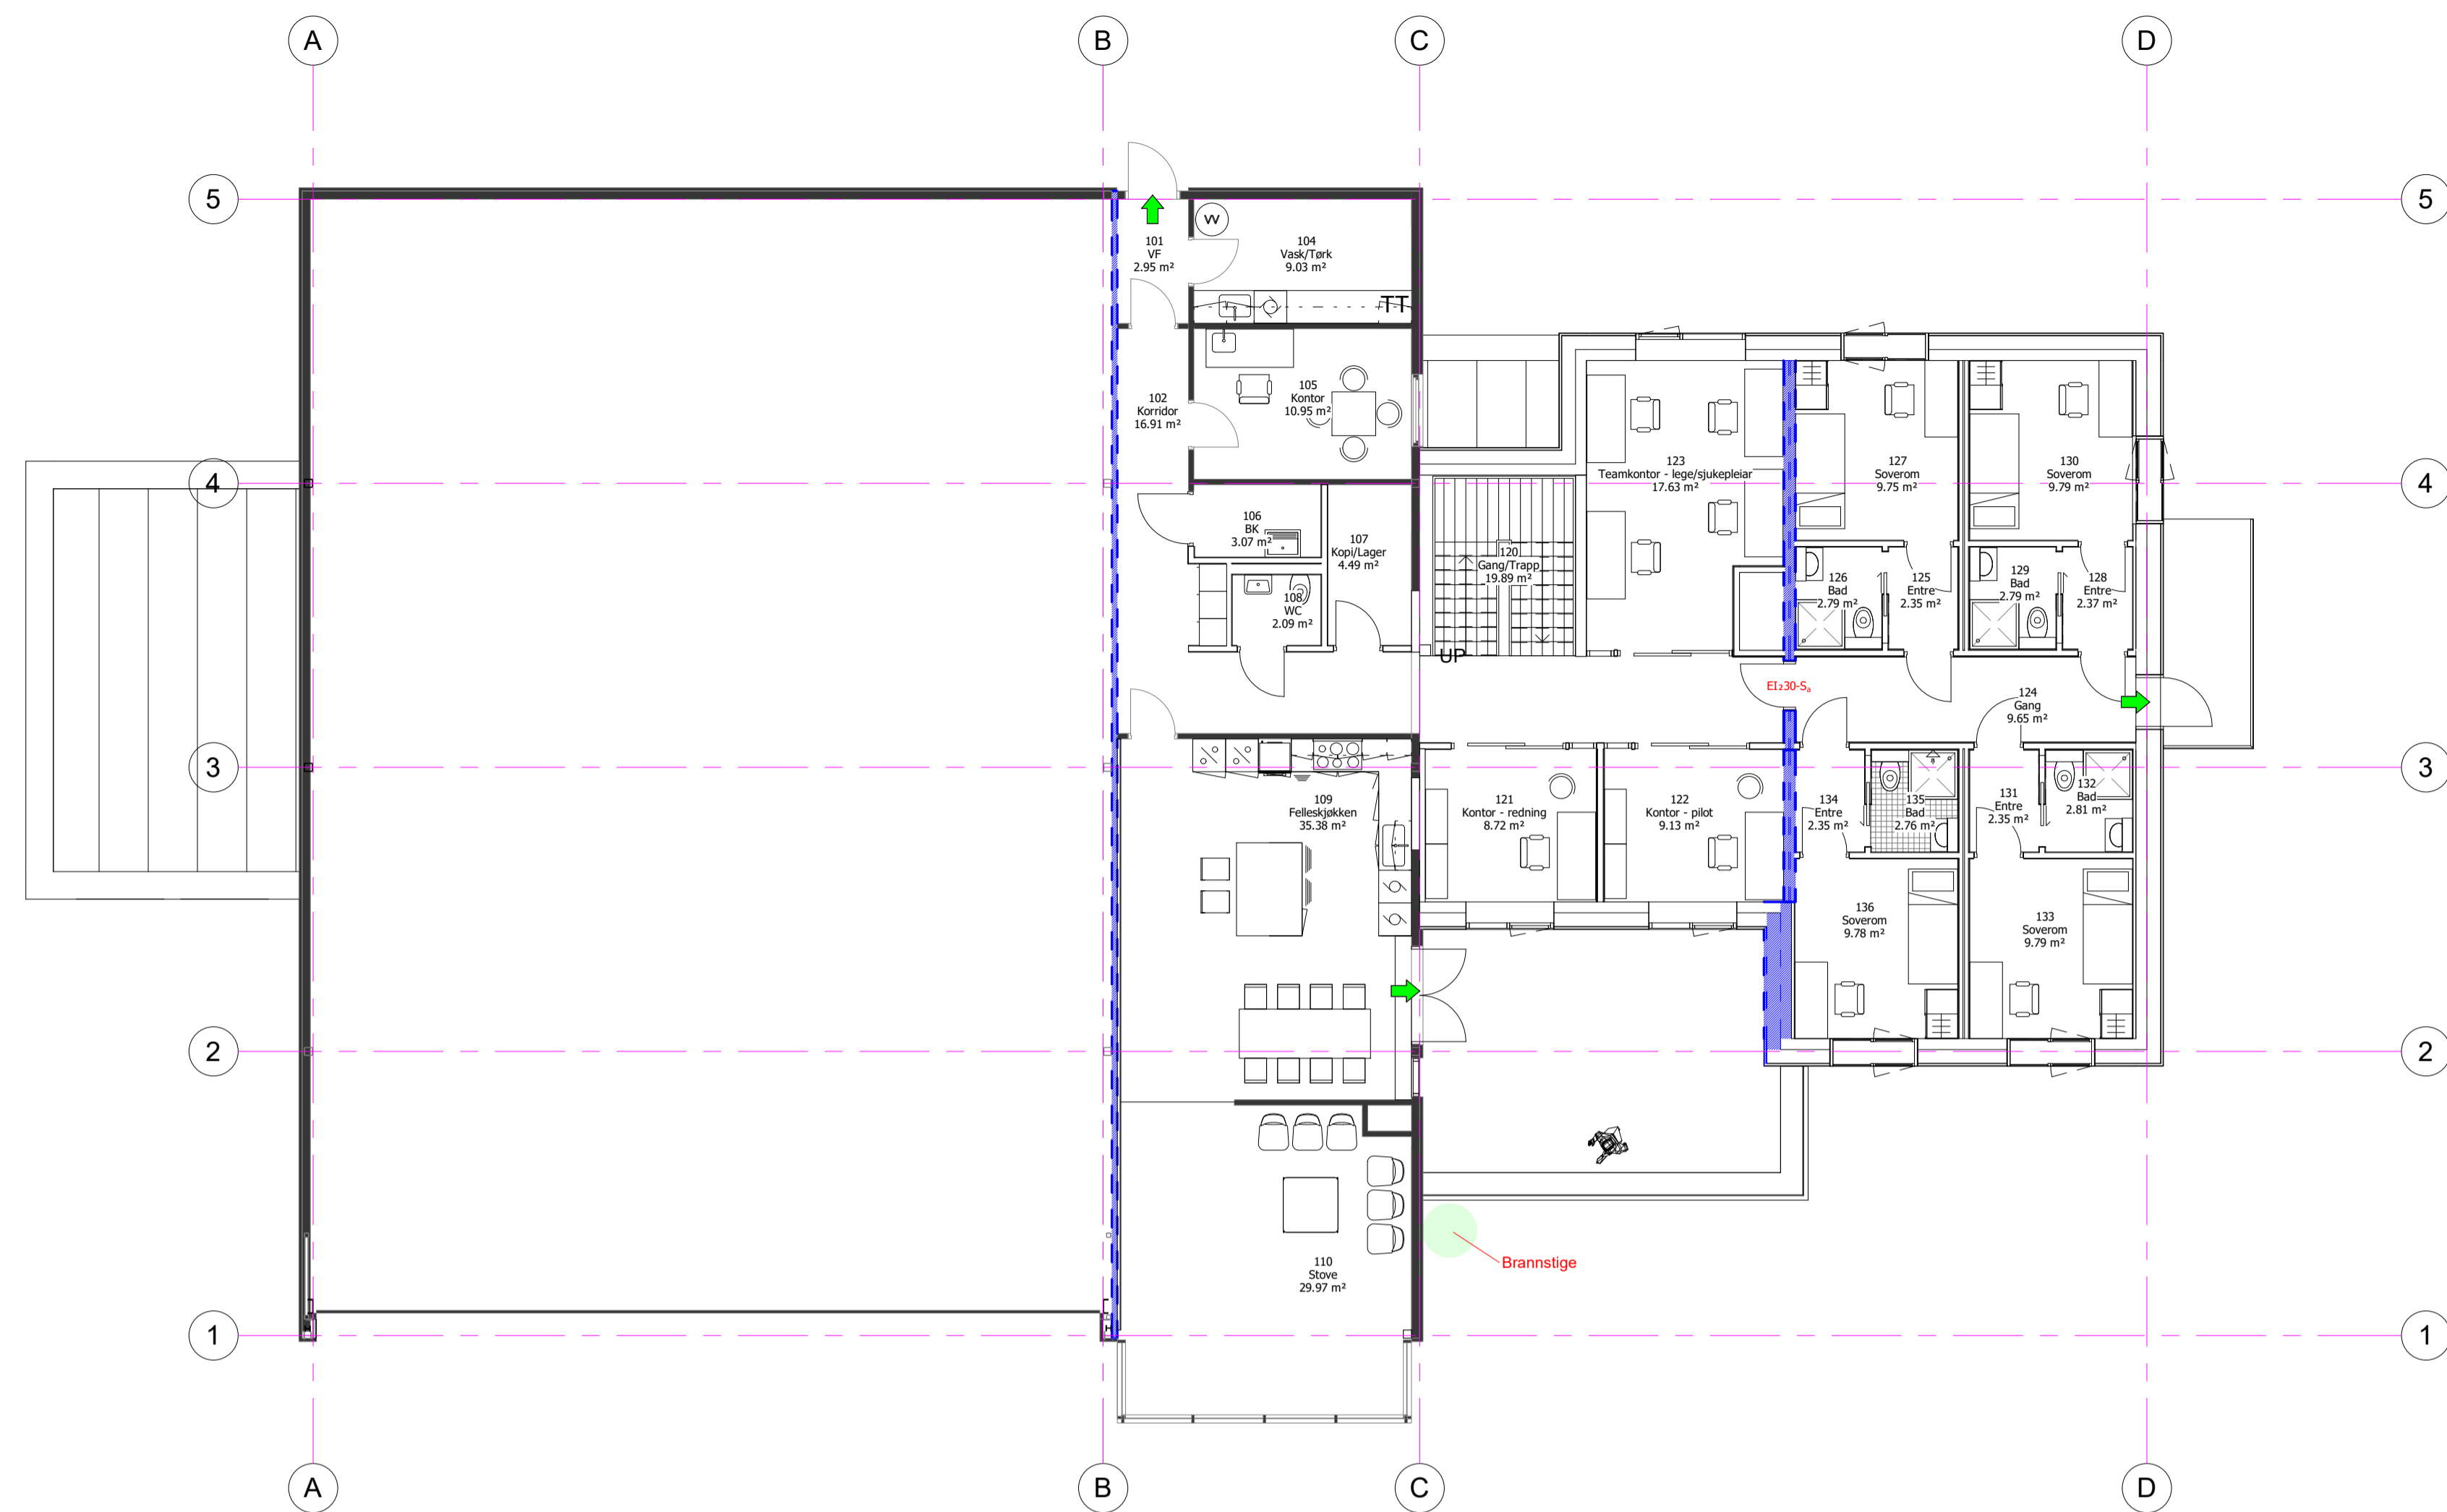 A
B
C
D
5
5
W
101
VF
2.95 m²
104
Vask/Tørk
9.03 m²
TT
102
Korridor
16.91 m²
105
Kontor
10.95 m²
4
4
123
Teamkontor - lege/sjukepleiar
17.63 m²
127
Soverom
9.75 m²
130
Soverom
9.79 m²
106
BK
3.07 m²
107
Kopi/Lager
4.49 m²
120
Gang/Trapp
19.89 m²
108
WC
2.09 m²
126
Bad
2.79 m²
125
Entre
2.35 m²
129
Bad
2.79 m²
128
Entre
2.37 m²
UP
EI₂30-Sₐ
124
Gang
9.65 m²
3
3
109
Felleskjøkken
35.38 m²
121
Kontor - redning
8.72 m²
122
Kontor - pilot
9.13 m²
134
Entre
2.35 m²
135
Bad
2.76 m²
131
Entre
2.35 m²
132
Bad
2.81 m²
136
Soverom
9.78 m²
133
Soverom
9.79 m²
2
2
Brannstige
110
Stove
29.97 m²
1
1
A
B
C
D